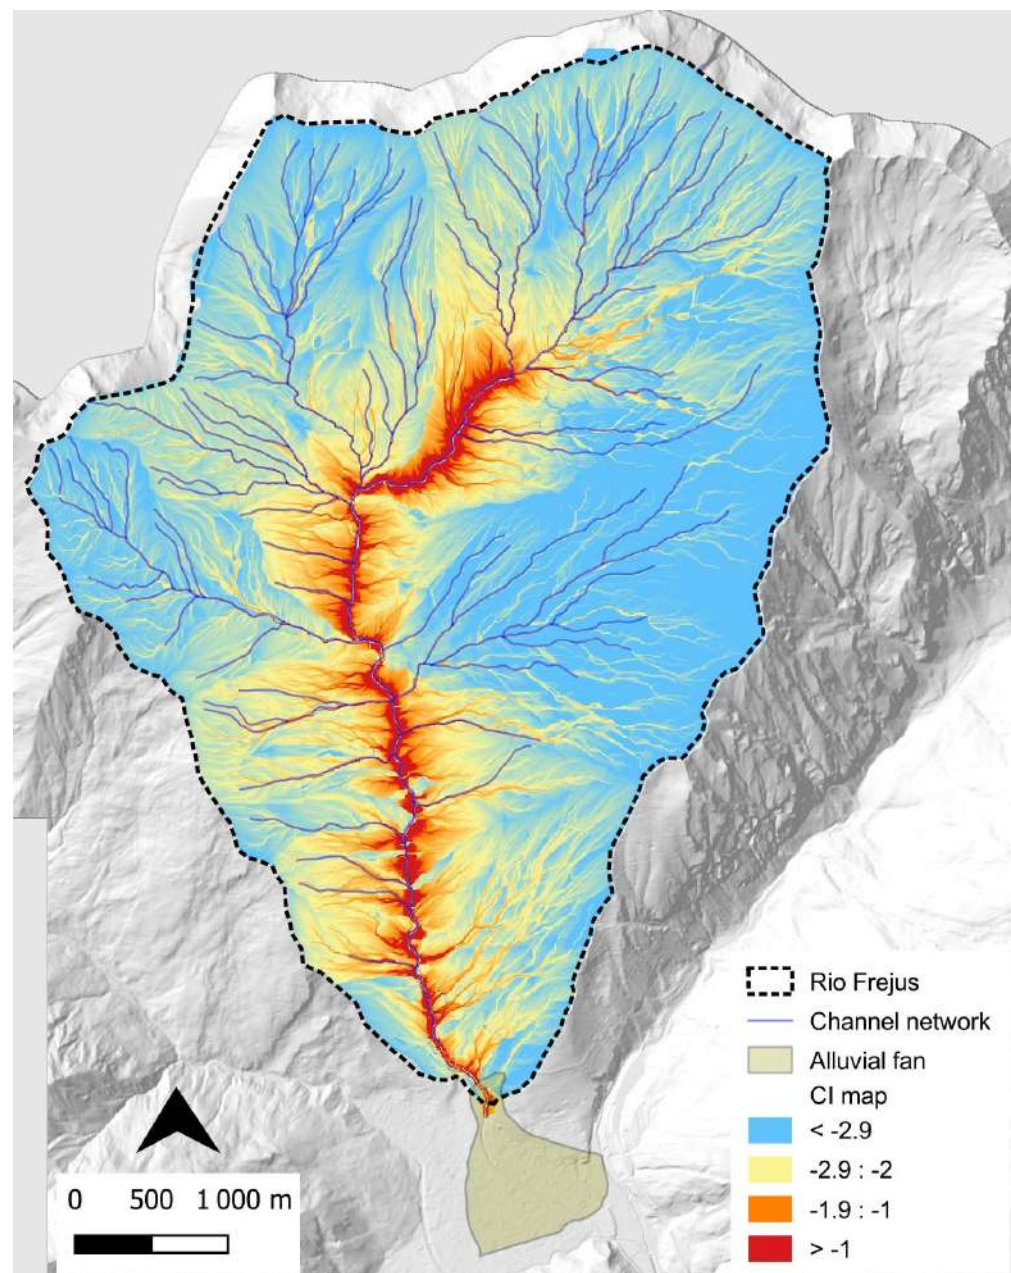 Rio Frejus
Channel network
Alluvial fan
CI map
< -2.9
-2.9 : -2
-1.9 : -1
> -1
0 500 1 000 m